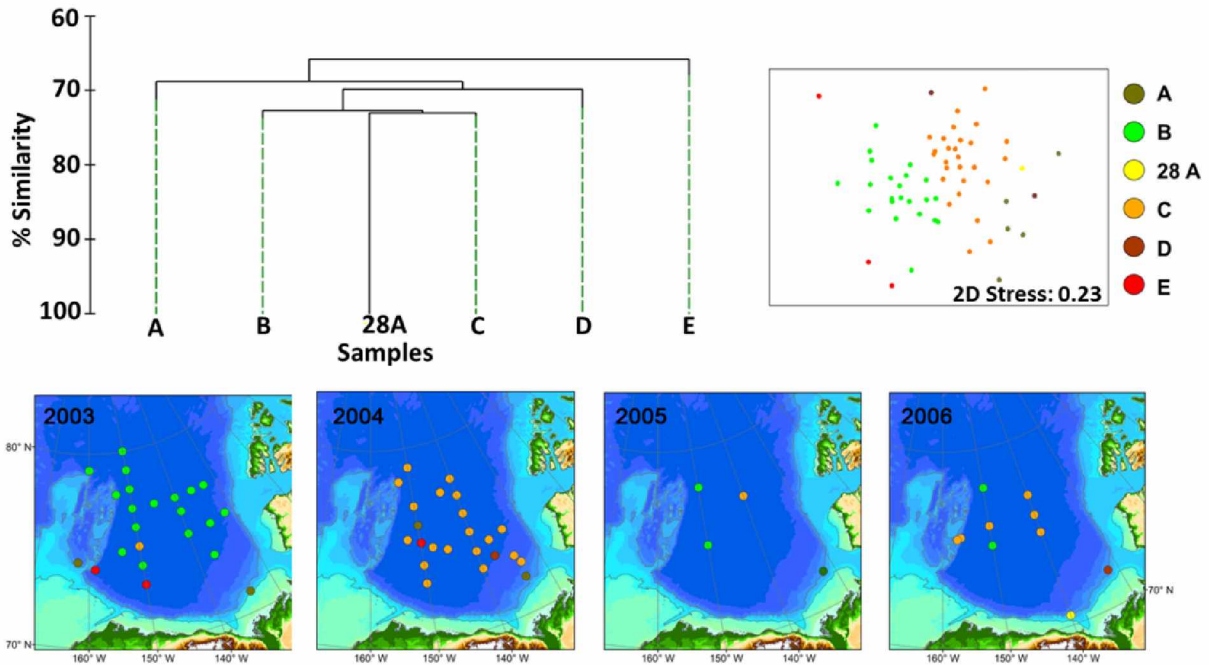 60
70
80
90
100
% Similarity
A B 28A C D E
Samples
2D Stress: 0.23
A
B
28 A
C
D
E
2003
80° N
70° N
160° W 150° W 140° W
2004
160° W 150° W 140° W
2005
160° W 150° W 140° W
2006
70° N
160° W 150° W 140° W